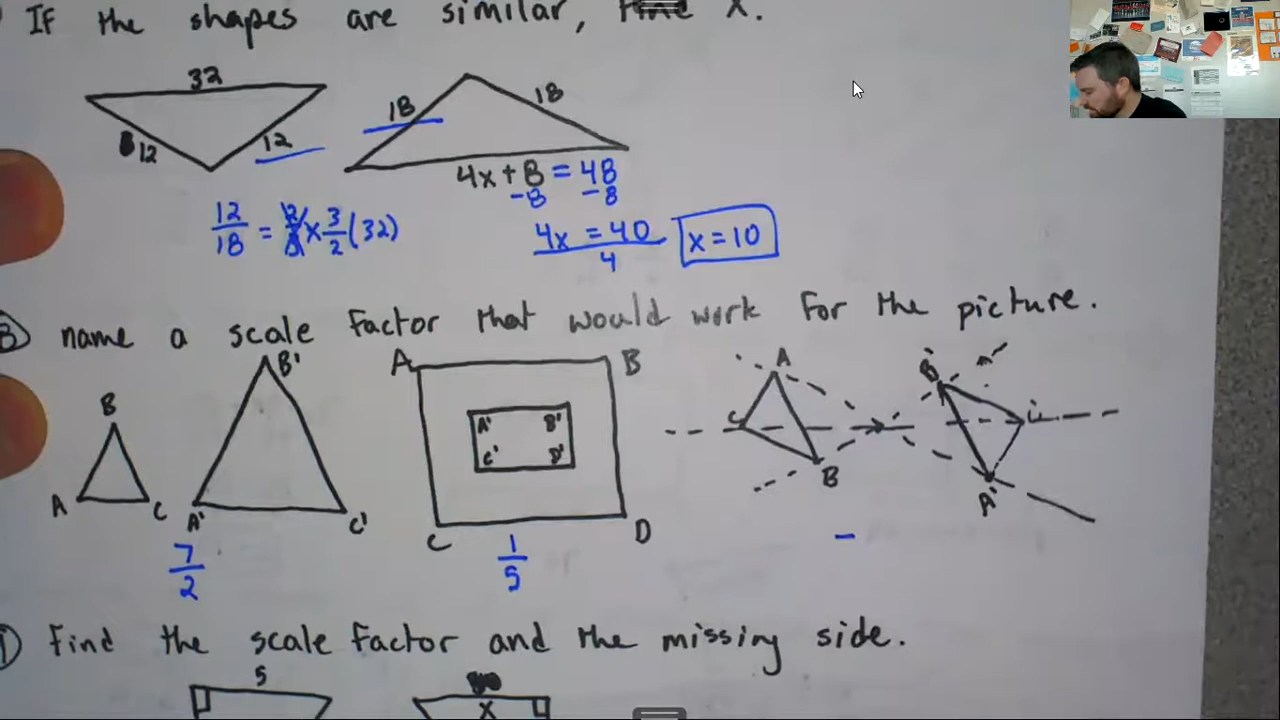 IF the shapes are similar, find x.
32
18
18
12
12
4x + 8 = 48
-8 -8
12/18 = 12/8 x 3/2 (32)
4x = 40
4
x = 10
3 name a scale factor that would work for the picture.
A B C
A' B' C'
7/2
A B C D
A' B' C' D'
1/5
A B C
B' C' A'
-
Find the scale factor and the missing side.
5
x